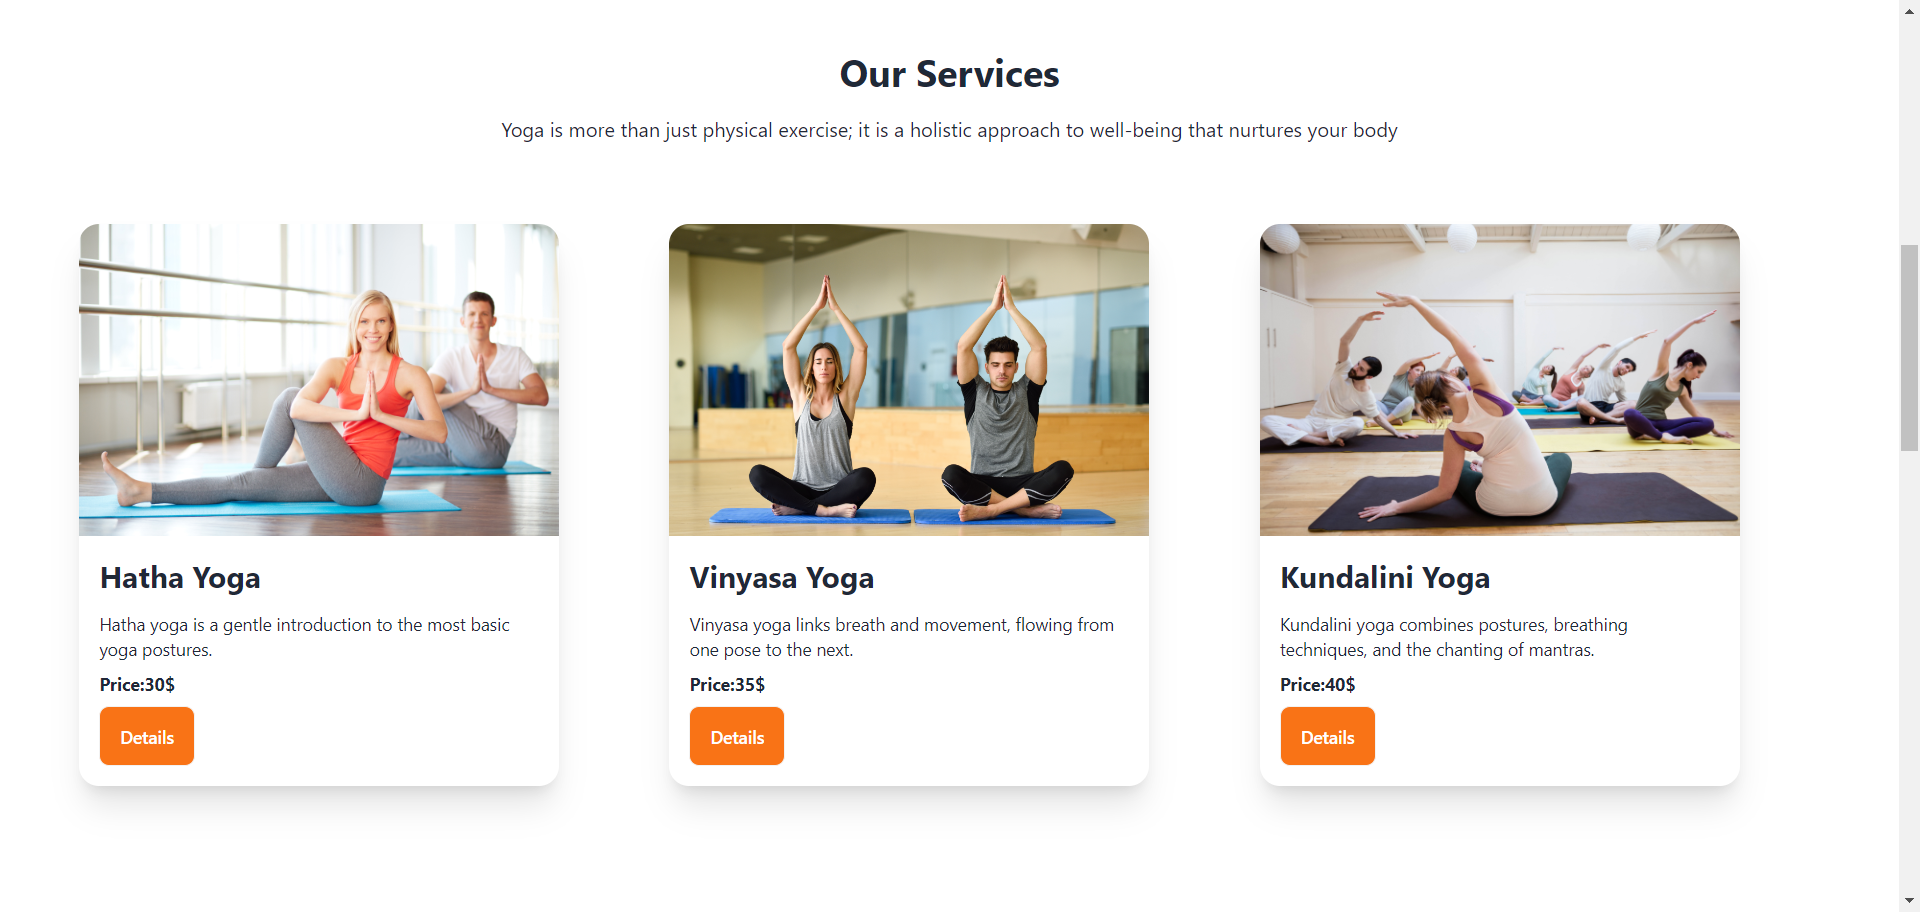 Our Services
Yoga is more than just physical exercise; it is a holistic approach to well-being that nurtures your body
Hatha Yoga
Hatha yoga is a gentle introduction to the most basic
yoga postures.
Price:30$
Details
Vinyasa Yoga
Vinyasa yoga links breath and movement, flowing from
one pose to the next.
Price:35$
Details
Kundalini Yoga
Kundalini yoga combines postures, breathing
techniques, and the chanting of mantras.
Price:40$
Details